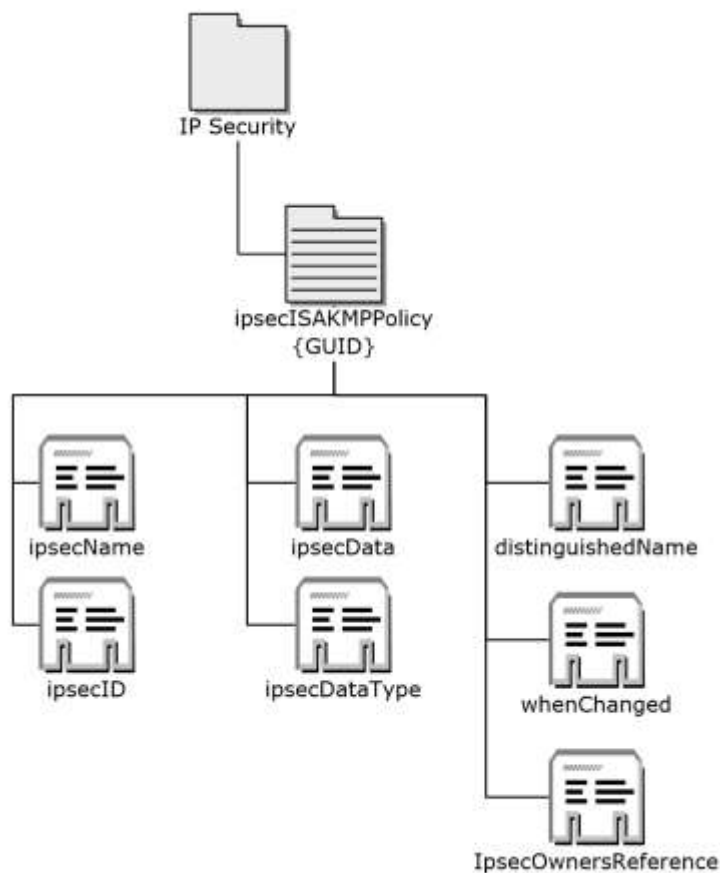 IP Security
ipsecISAKMPPolicy
{GUID}
ipsecName
ipsecData
distinguishedName
ipsecID
ipsecDataType
whenChanged
IpsecOwnersReference